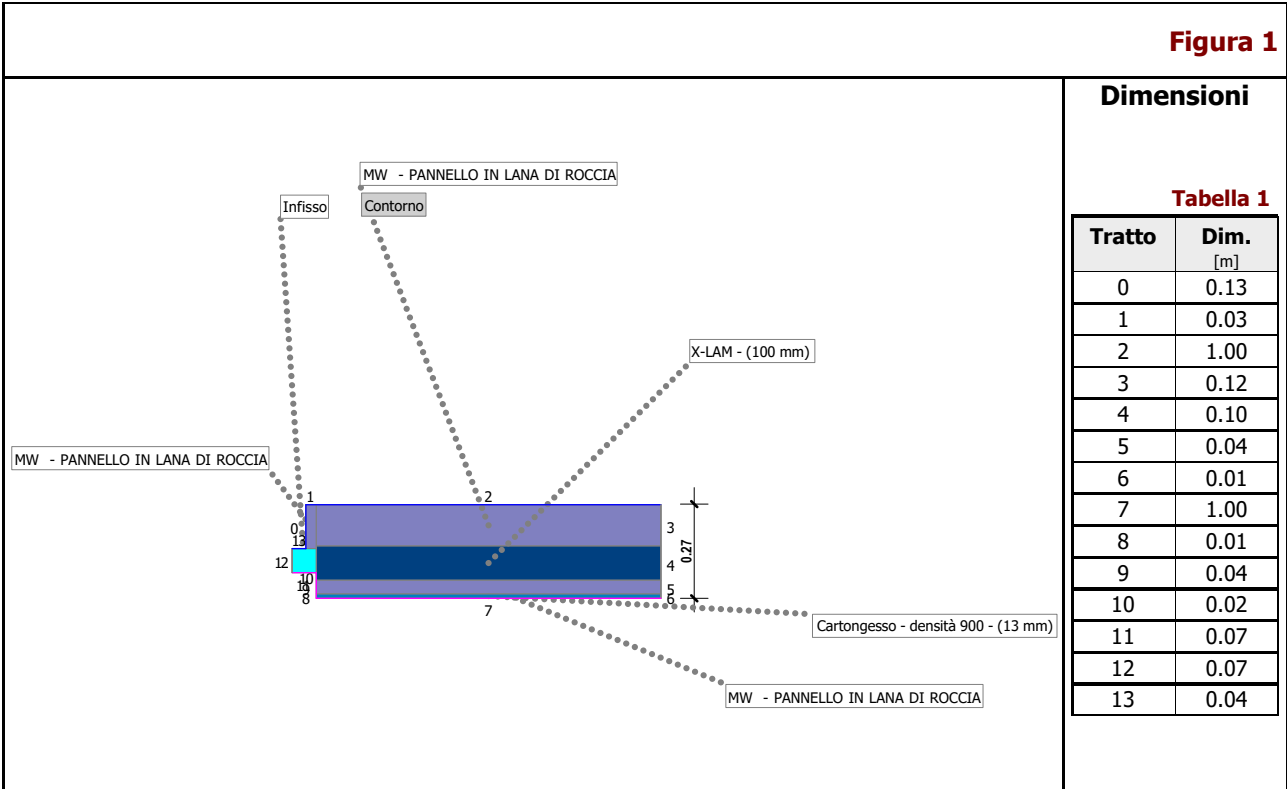 Figura 1
Dimensioni
MW - PANNELLO IN LANA DI ROCCIA
Infisso
Contorno
X-LAM - (100 mm)
MW - PANNELLO IN LANA DI ROCCIA
1
2
0
3
13
0.27
12
4
10
11
5
8
6
7
Cartongesso - densità 900 - (13 mm)
MW - PANNELLO IN LANA DI ROCCIA
Tabella 1
Tratto Dim.
[m]
0 0.13
1 0.03
2 1.00
3 0.12
4 0.10
5 0.04
6 0.01
7 1.00
8 0.01
9 0.04
10 0.02
11 0.07
12 0.07
13 0.04